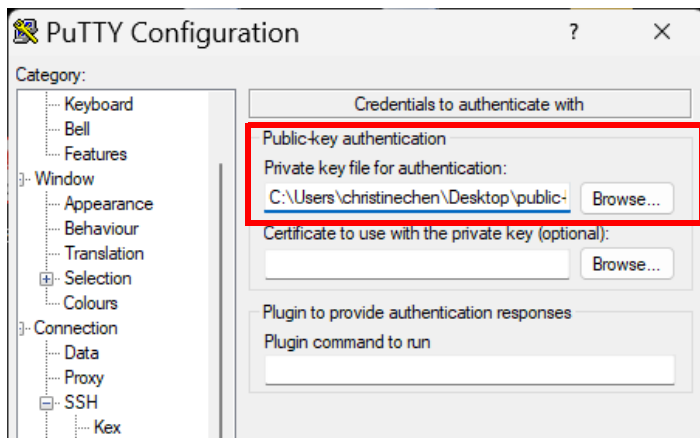 PuTTY Configuration
?
Category:
Keyboard
Bell
Features
Window
Appearance
Behaviour
Translation
Selection
Colours
Connection
Data
Proxy
SSH
Kex
Credentials to authenticate with
Public-key authentication
Private key file for authentication:
C:\Users\christinechen\Desktop\public-
Browse...
Certificate to use with the private key (optional):
Browse...
Plugin to provide authentication responses
Plugin command to run